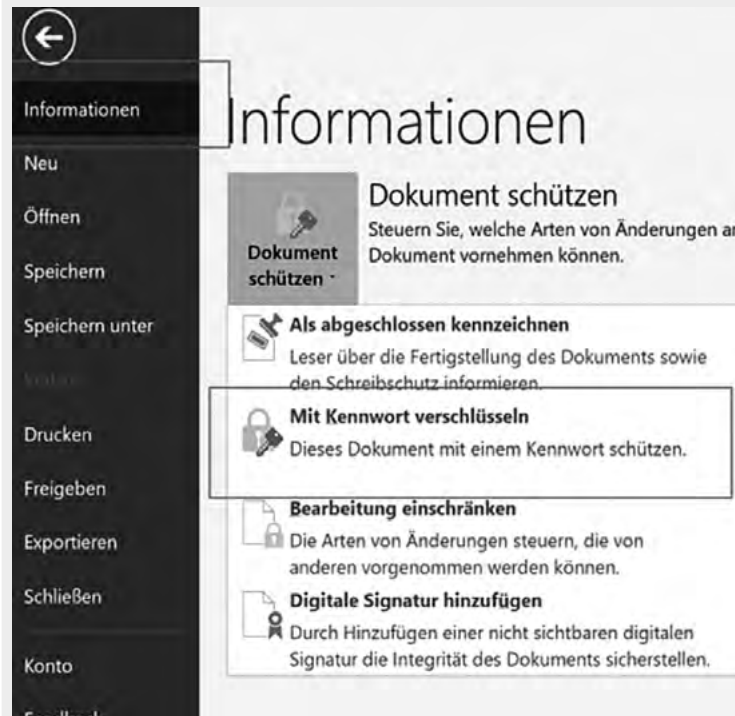 Informationen
Neu
Öffnen
Speichern
Speichern unter
Drucken
Freigeben
Exportieren
Schließen
Konto
Informationen
Dokument schützen
Dokument schützen
Steuern Sie, welche Arten von Änderungen
Dokument vornehmen können.
Als abgeschlossen kennzeichnen
Leser über die Fertigstellung des Dokuments sowie
den Schreibschutz informieren.
Mit Kennwort verschlüsseln
Dieses Dokument mit einem Kennwort schützen.
Bearbeitung einschränken
Die Arten von Änderungen steuern, die von
anderen vorgenommen werden können.
Digitale Signatur hinzufügen
Durch Hinzufügen einer nicht sichtbaren digitalen
Signatur die Integrität des Dokuments sicherstellen.